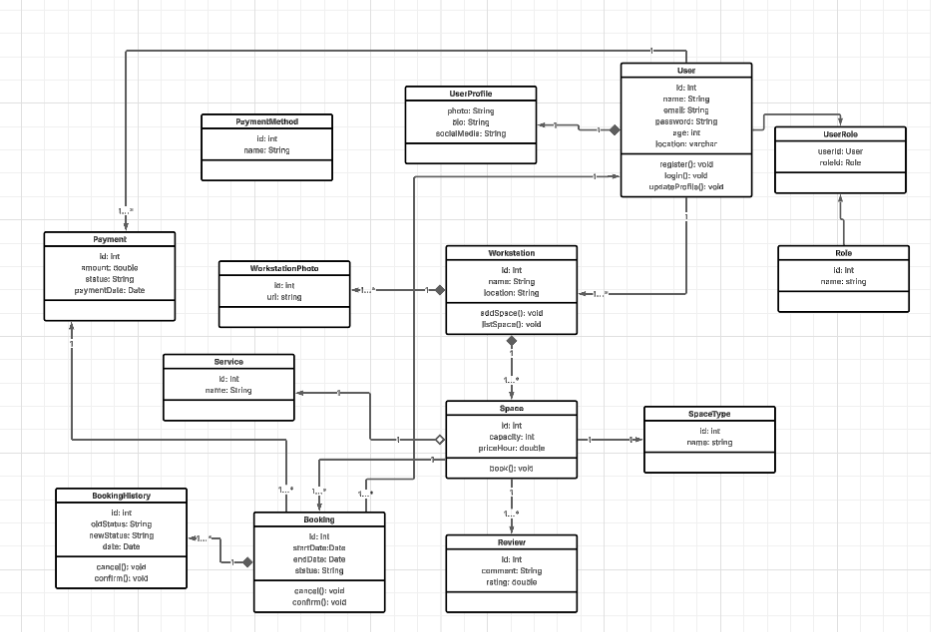 User
id: int
name: String
email: String
password: String
age: int
location: varchar
register(): void
login(): void
updateProfile(): void
UserProfile
photo: String
bio: String
socialMedia: String
PaymentMethod
id: int
name: String
UserRole
userId: User
roleId: Role
Role
id: int
name: string
Payment
id: int
amount: double
status: String
paymentDate: Date
WorkstationPhoto
id: int
url: string
Workstation
id: int
name: String
location: String
addSpace(): void
listSpace(): void
Service
id: int
name: String
Space
id: int
capacity: int
priceHour: double
book(): void
SpaceType
id: int
name: string
BookingHistory
id: int
oldStatus: String
newStatus: String
date: Date
cancel(): void
confirm(): void
Booking
id: int
startDate:Date
endDate: Date
status: String
cancel(): void
confirm(): void
Review
id: int
comment: String
rating: double
1
1...*
1
1
1
1
1...*
1...*
1
1
1...*
1
1
1
1
1
1
1...*
1...*
1...*
1
1...*
1...*
1